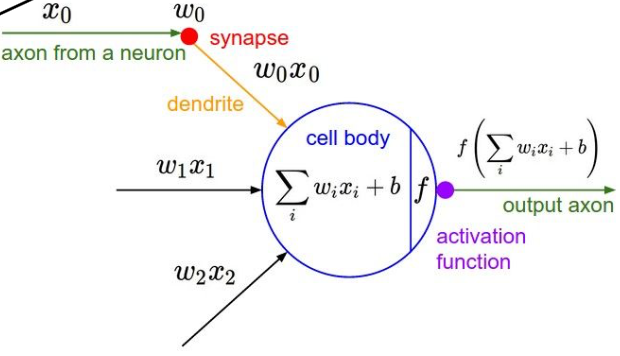 x₀
w₀
synapse
axon from a neuron
w₀x₀
dendrite
cell body
f(∑ᵢ wᵢxᵢ + b)
w₁x₁
∑ᵢ wᵢxᵢ + b
f
output axon
activation
function
w₂x₂